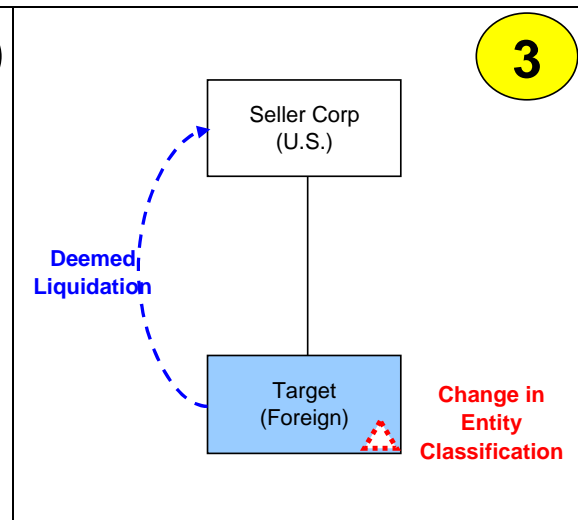 3
Seller Corp
(U.S.)
Deemed
Liquidation
Target
(Foreign)
Change in
Entity
Classification